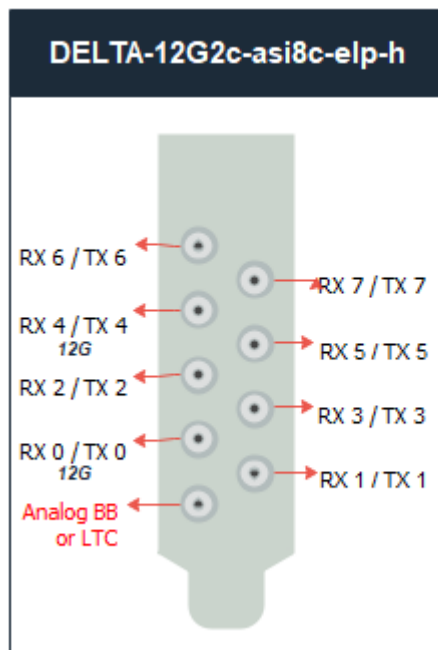 DELTA-12G2c-asi8c-elp-h
RX 6 / TX 6
RX 7 / TX 7
RX 4 / TX 4
12G
RX 5 / TX 5
RX 2 / TX 2
RX 3 / TX 3
RX 0 / TX 0
12G
RX 1 / TX 1
Analog BB
or LTC